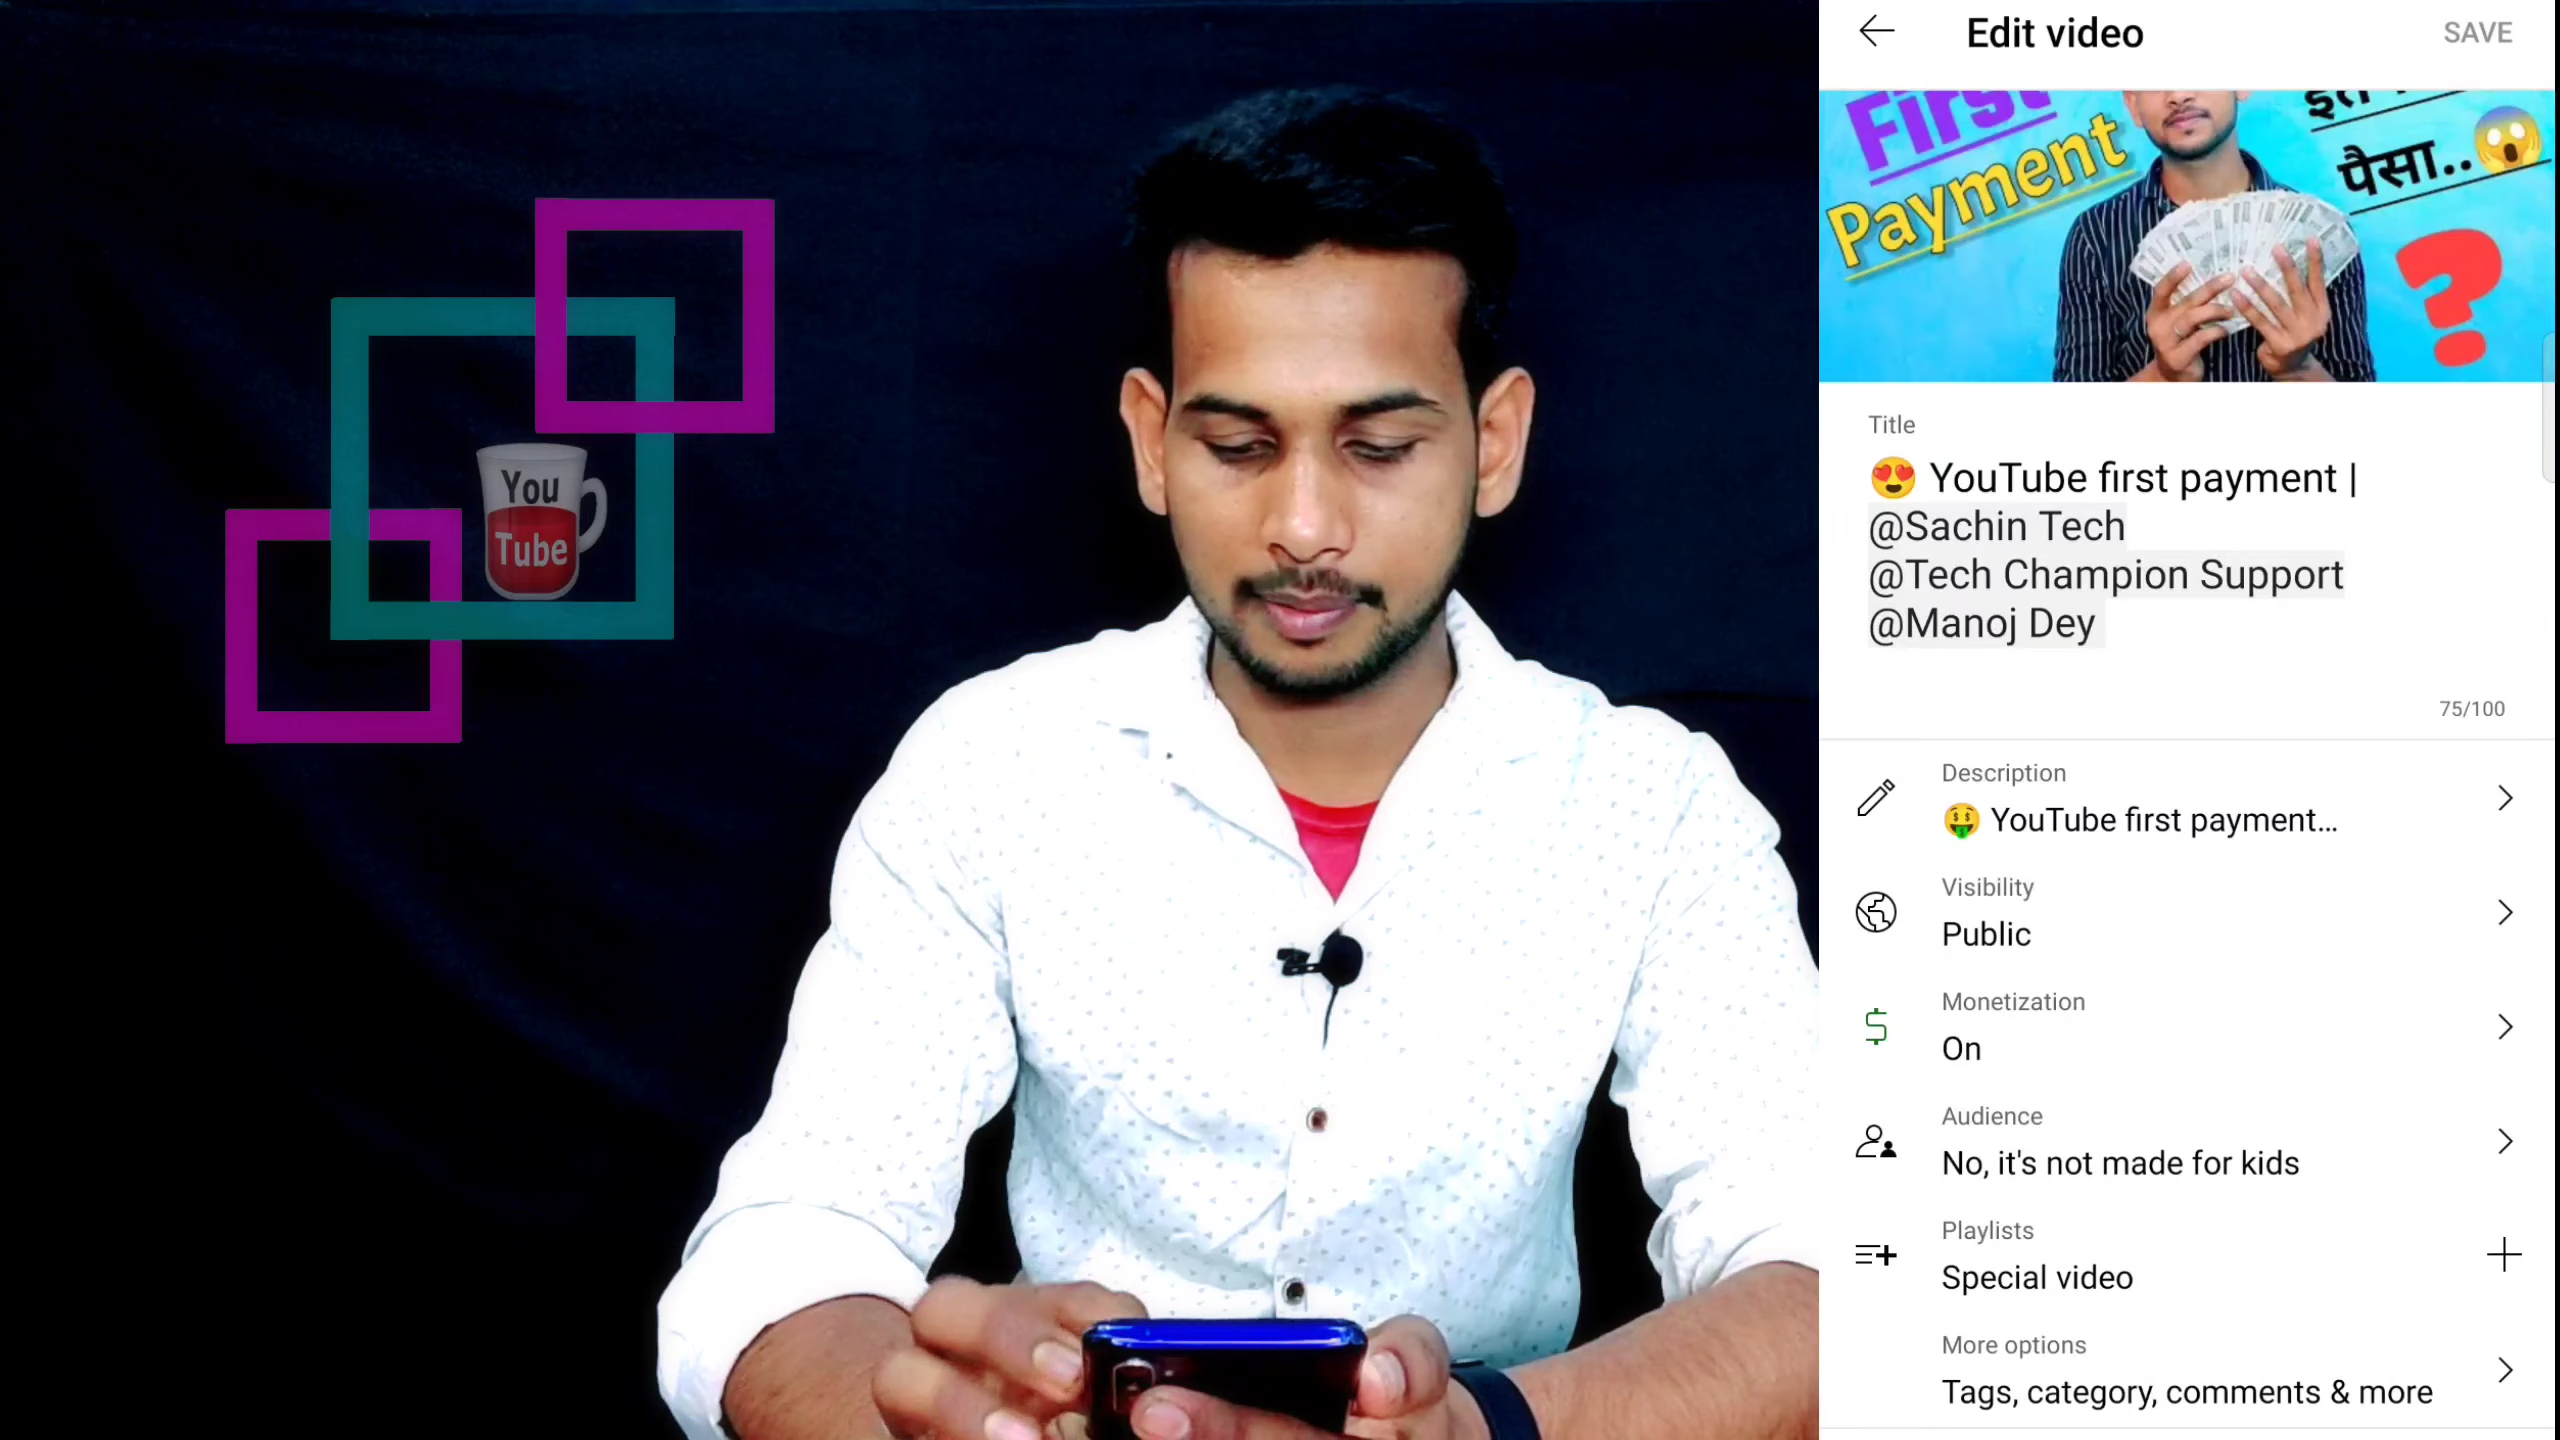 You
Tube
Edit video
SAVE
First
Payment
पैसा..
?
Title
😍 YouTube first payment |
@Sachin Tech
@Tech Champion Support
@Manoj Dey
75/100
Description
🤑 YouTube first payment...
Visibility
Public
Monetization
On
Audience
No, it's not made for kids
Playlists
Special video
More options
Tags, category, comments & more